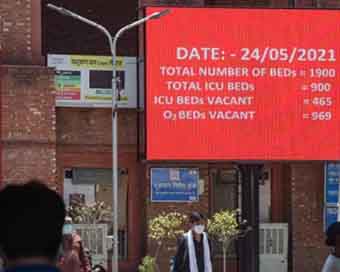 DATE: - 24/05/2021
TOTAL NUMBER OF BEDs = 1900
TOTAL ICU BEDs = 900
ICU BEDs VACANT = 465
O₂ BEDs VACANT = 969